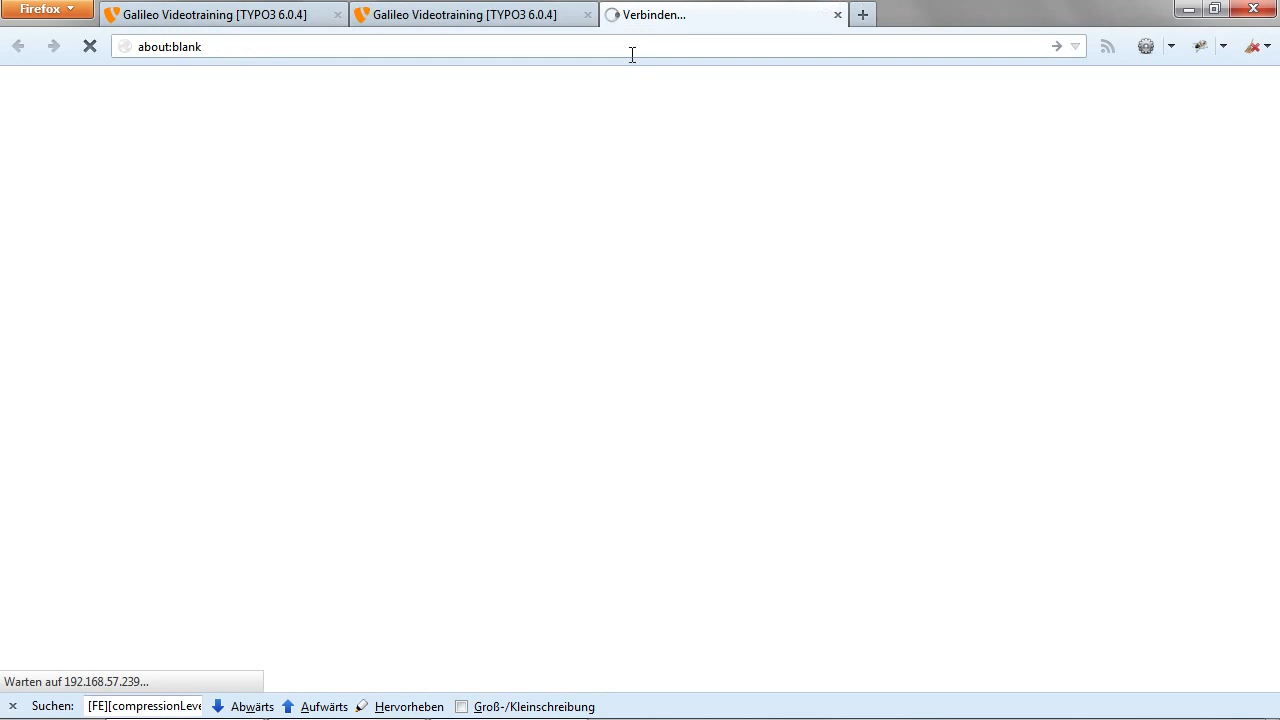 Firefox
Galileo Videotraining [TYPO3 6.0.4]
Galileo Videotraining [TYPO3 6.0.4]
Verbinden...
about:blank
Warten auf 192.168.57.239...
Suchen: [FE][compressionLeve Abwärts Aufwärts Hervorheben Groß-/Kleinschreibung